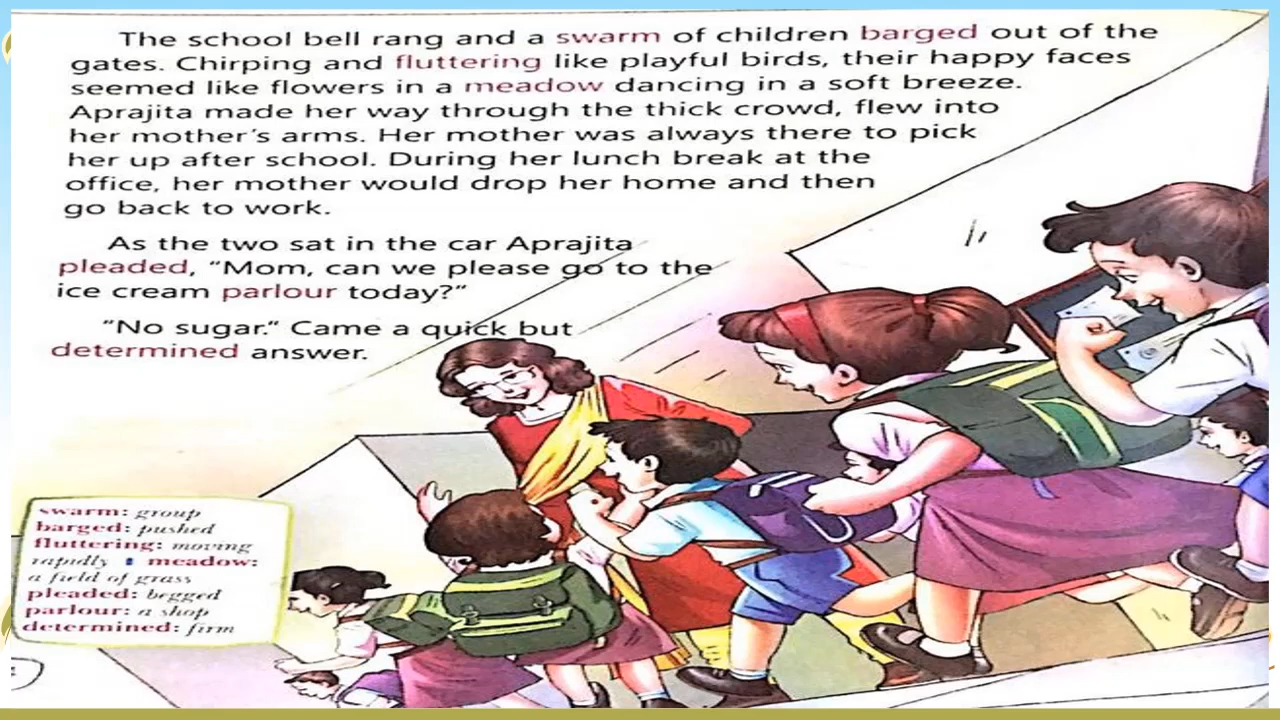 The school bell rang and a swarm of children barged out of the
gates. Chirping and fluttering like playful birds, their happy faces
seemed like flowers in a meadow dancing in a soft breeze.
Aprajita made her way through the thick crowd, flew into
her mother's arms. Her mother was always there to pick
her up after school. During her lunch break at the
office, her mother would drop her home and then
go back to work.
As the two sat in the car Aprajita
pleaded, “Mom, can we please go to the
ice cream parlour today?”
“No sugar.“ Came a quick but
determined answer.
swarm: group
barged: pushed
fluttering: moving
rapidly meadow:
a field of grass
pleaded: begged
parlour: a shop
determined: firm